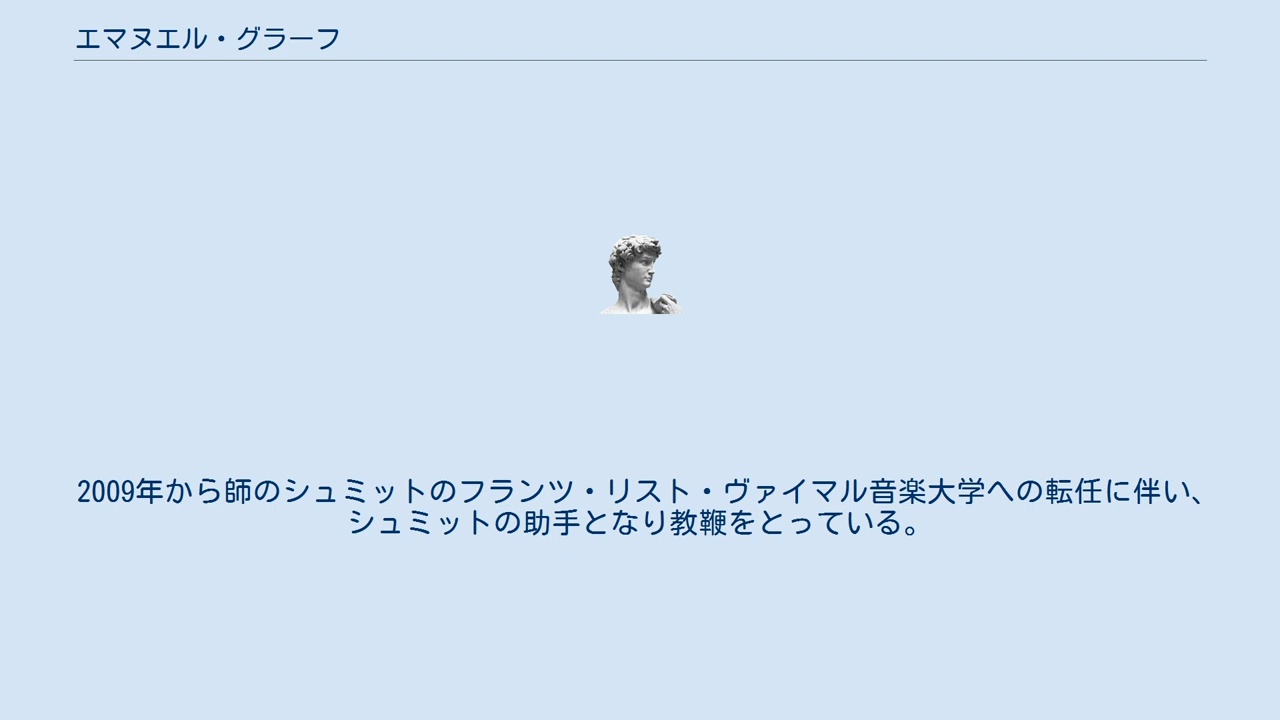 エマヌエル・グラーフ
2009年から師のシュミットのフランツ・リスト・ヴァイマル音楽大学への転任に伴い、
シュミットの助手となり教鞭をとっている。